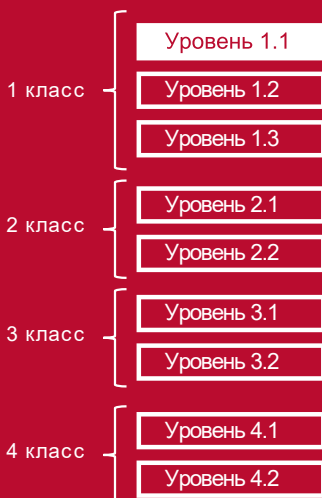 1 класс
Уровень 1.1
Уровень 1.2
Уровень 1.3
2 класс
Уровень 2.1
Уровень 2.2
3 класс
Уровень 3.1
Уровень 3.2
4 класс
Уровень 4.1
Уровень 4.2